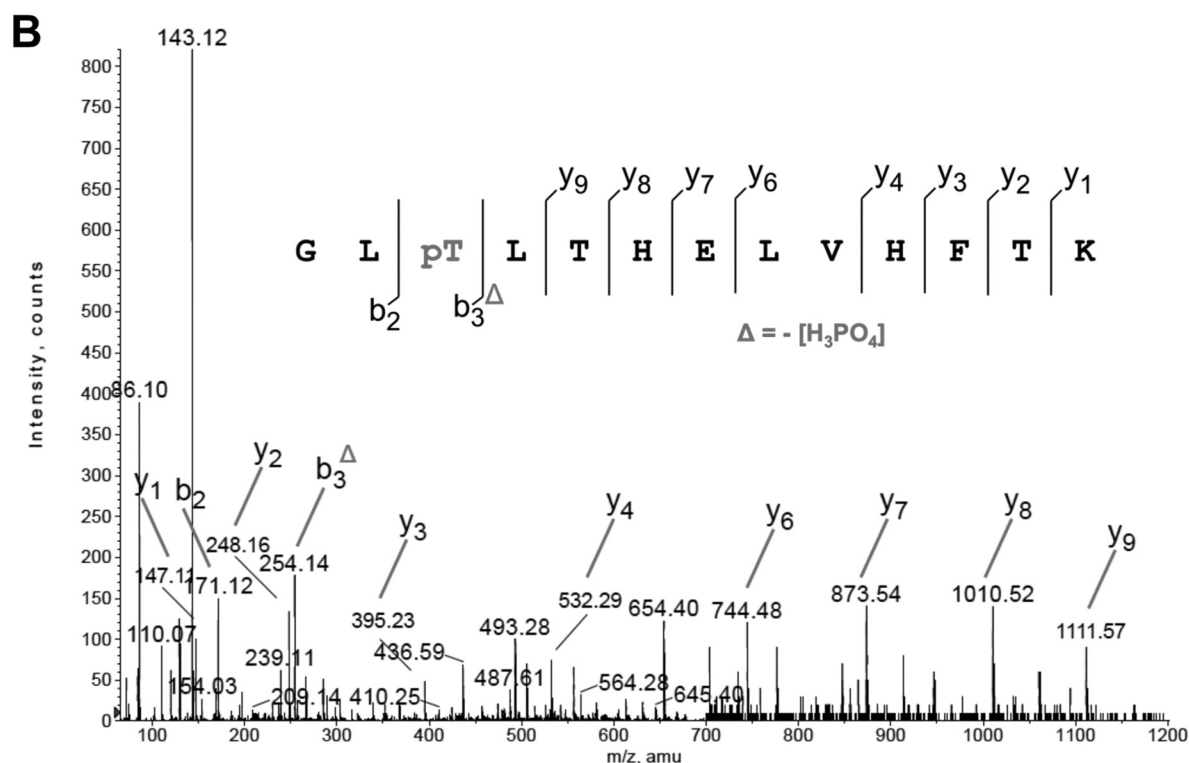 B
143.12
Intensity, counts
800
750
700
650
600
550
500
450
400
350
300
250
200
150
100
50
0
y9 y8 y7 y6 y4 y3 y2 y1
G L pT L T H E L V H F T K
b2 b3Δ
Δ = - [H3PO4]
86.10
y1
b2
y2
b3Δ
y3
y4
y6
y7
y8
y9
248.16
254.14
147.11
171.12
395.23
532.29
654.40
744.48
873.54
1010.52
1111.57
110.07
239.11
436.59
493.28
154.03
209.14
410.25
487.61
564.28
645.40
100 200 300 400 500 600 700 800 900 1000 1100 1200
m/z, amu